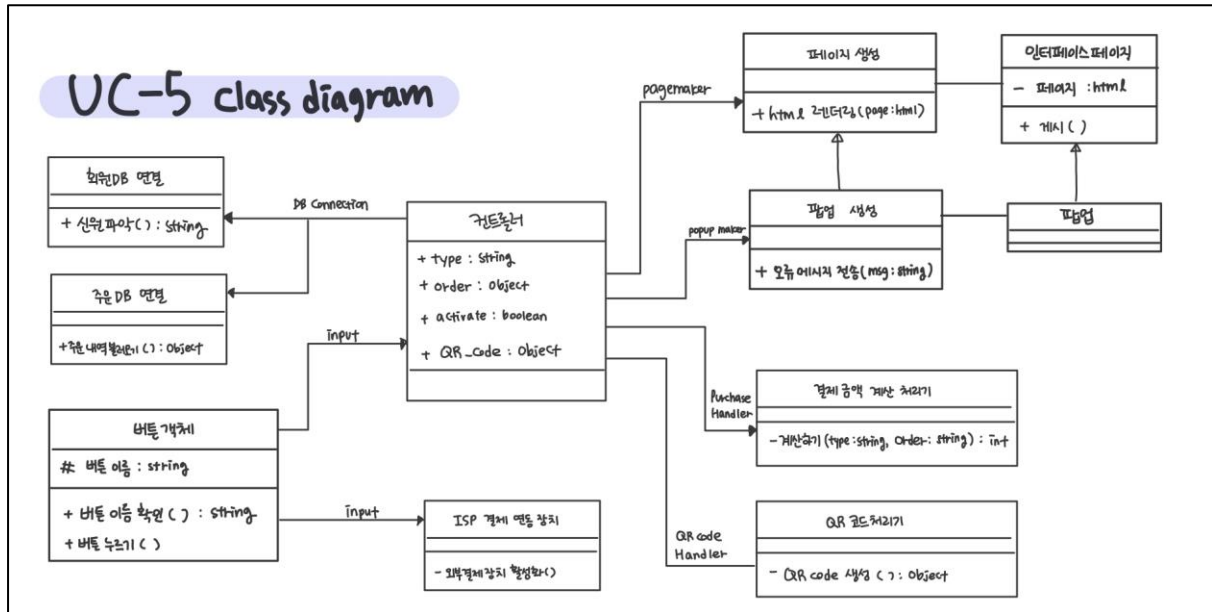 UC-5 class diagram
회원DB 연결
+ 신원파악( ) : string
주문DB 연결
+주문내역불러오기( ) : Object
버튼객체
# 버튼 이름 : string
+ 버튼 이름 확인( ) : string
+ 버튼 누르기( )
DB Connection
input
input
컨트롤러
+ type : string
+ order : object
+ activate : boolean
+ QR_code : Object
ISP 결제 연동 장치
- 외부결제장치 활성화()
pagemaker
popup maker
Purchase
Handler
QR code
Handler
페이지 생성
+ html 렌더링(page:html)
인터페이스페이지
- 페이지 :html
+ 게시( )
팝업 생성
+ 오류메시지 전송(msg:string)
팝업
결제 금액 계산 처리기
- 계산하기(type:string, order: string) : int
QR 코드처리기
- QR code 생성( ): Object